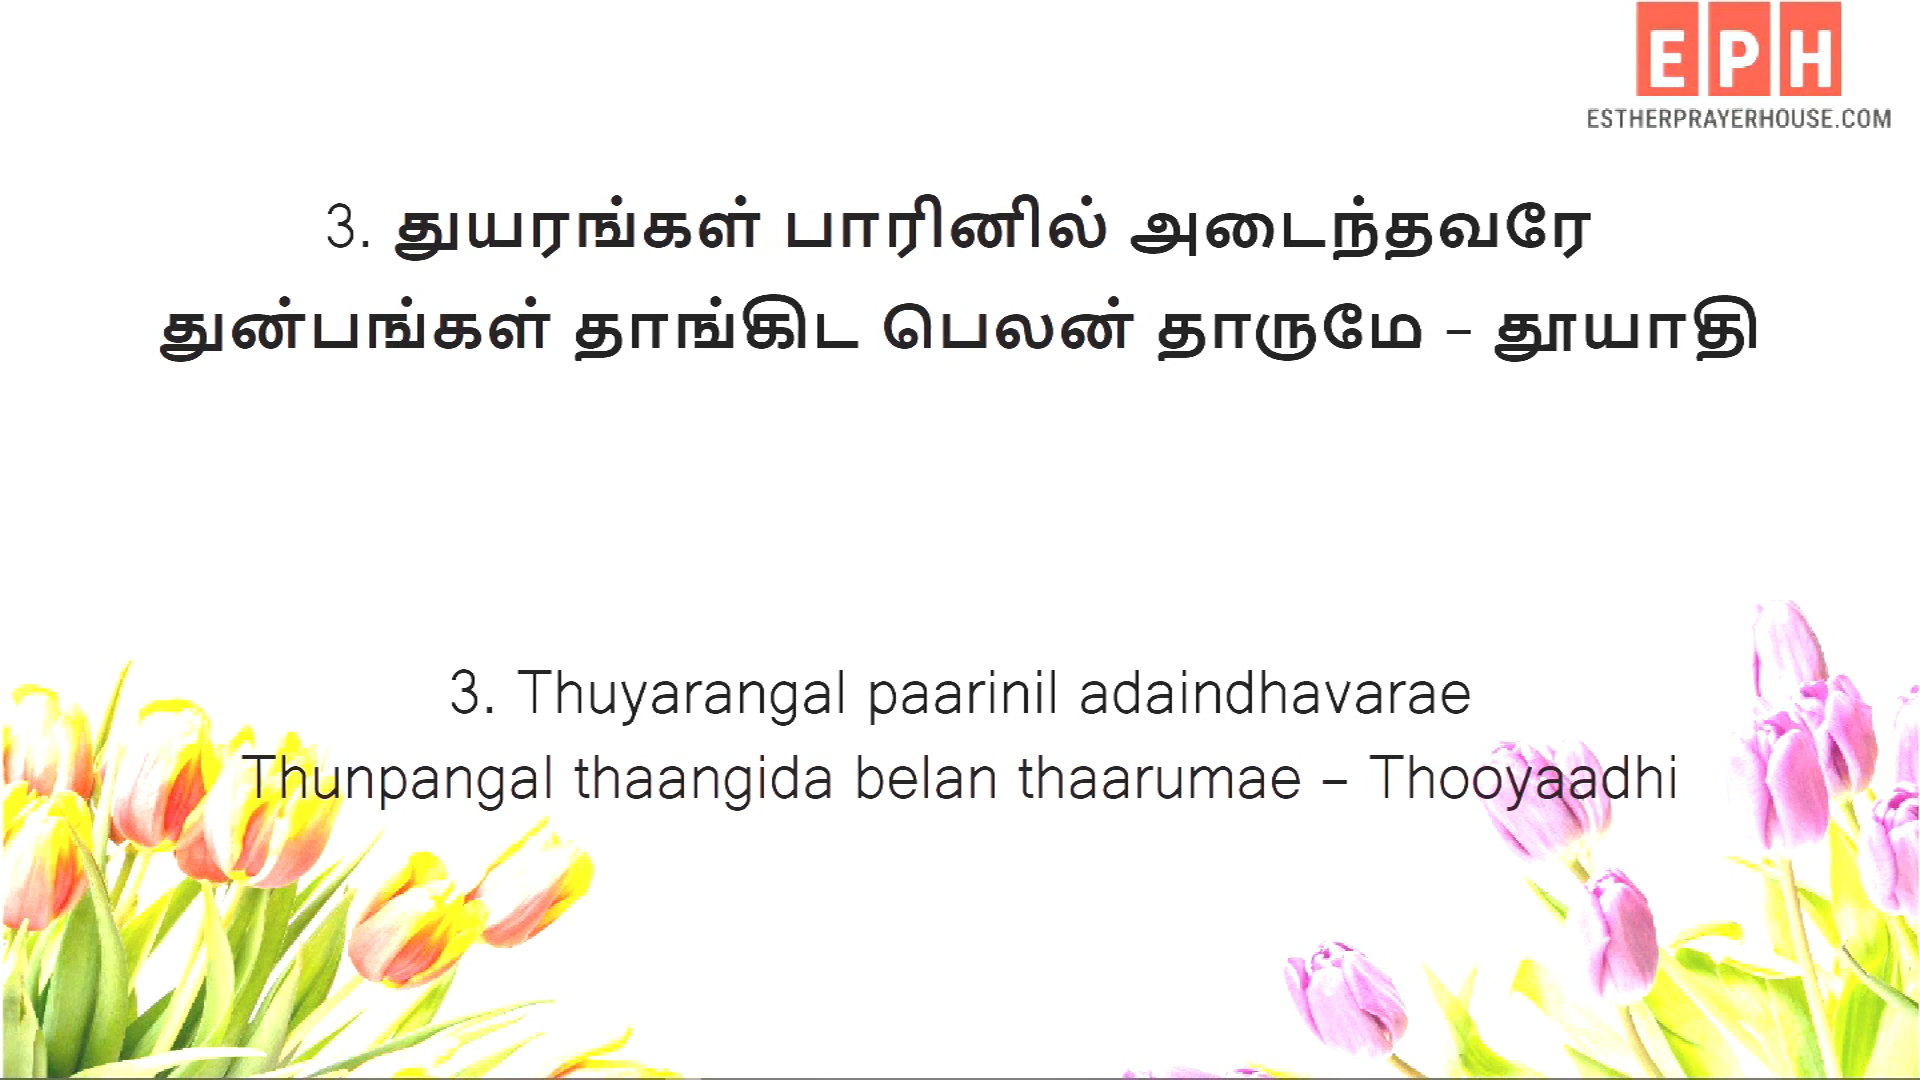 EPH
ESTHERPRAYERHOUSE.COM
3. துயரங்கள் பாரினில் அடைந்தவரே
துன்பங்கள் தாங்கிட பெலன் தாருமே – தூயாதி
3. Thuyarangal paarinil adaindhavarae
Thunpangal thaangida belan thaarumae – Thooyaadhi